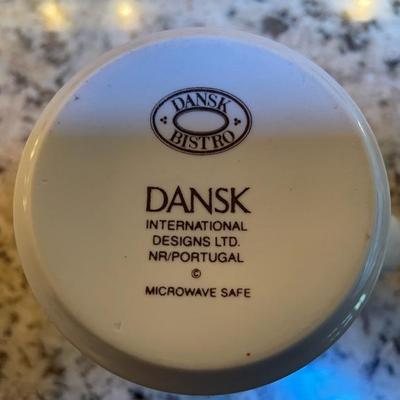 DANSK
BISTRO
DANSK
INTERNATIONAL
DESIGNS LTD.
NR/PORTUGAL
©
MICROWAVE SAFE